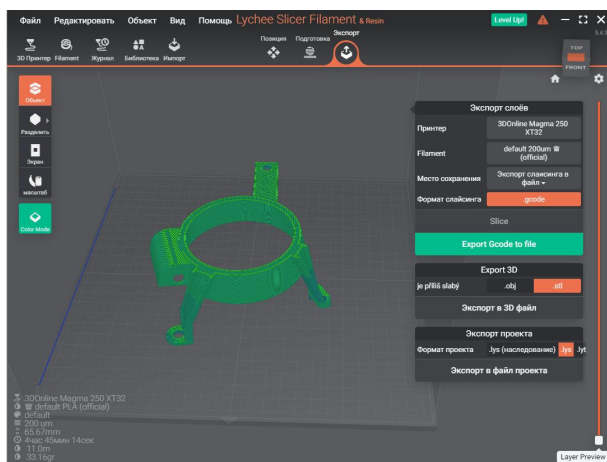 Файл Редактировать Объект Вид Помощь Lychee Slicer Filament & Resin Level Up!
5.4.3
Позиция Подготовка Экспорт
3D Принтер Filament Журнал Библиотека Импорт
TOP
FRONT
Объект
Разделить
Экран
масштаб
Color Mode
Экспорт слоёв
Принтер 3DOnline Magma 250 XT32
Filament default 200um (official)
Место сохранения Экспорт слайсинга в файл
Формат слайсинга .gcode
Slice
Export Gcode to file
Export 3D
je příliš slabý .obj .stl
Экспорт в 3D файл
Экспорт проекта
Формат проекта .lys (наследование) .lys .lyt
Экспорт в файл проекта
3DOnline Magma 250 XT32
default PLA (official)
default
200 um
65.67mm
4час 45мин 14сек
11.0m
33.16gr
Layer Preview